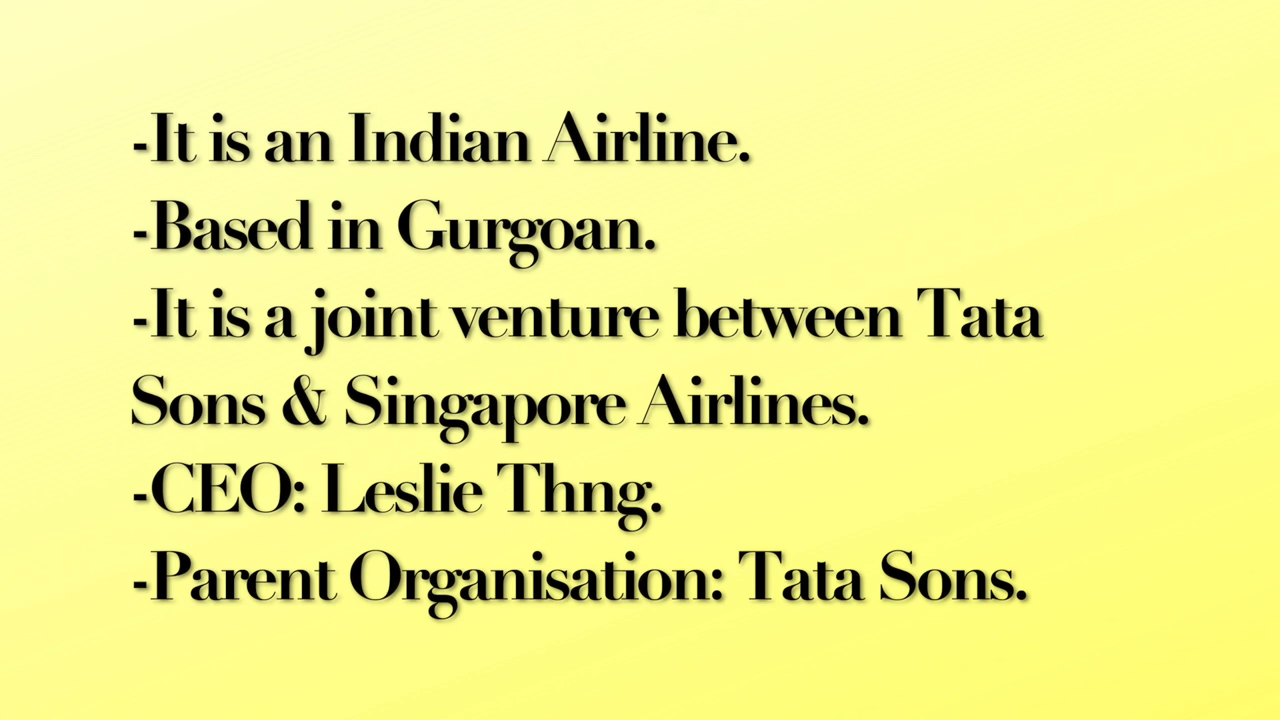 -It is an Indian Airline.
-Based in Gurgoan.
-It is a joint venture between Tata
Sons & Singapore Airlines.
-CEO: Leslie Thng.
-Parent Organisation: Tata Sons.